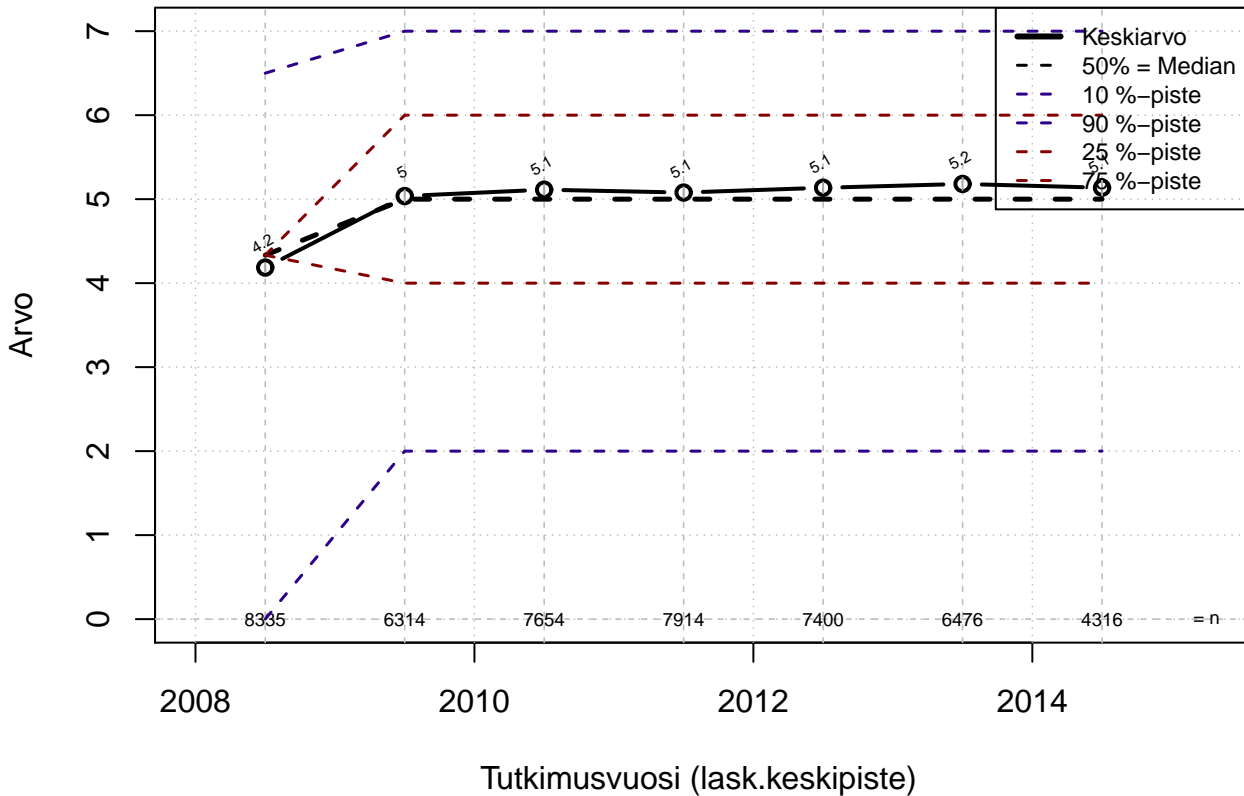 7
6
5
4
3
2
1
0
Arvo
Keskiarvo
50% = Median
10 %−piste
90 %−piste
25 %−piste
75 %−piste
4.2
5
5.1
5.1
5.1
5.2
5.1
8335
6314
7654
7914
7400
6476
4316
= n
2008
2010
2012
2014
Tutkimusvuosi (lask.keskipiste)